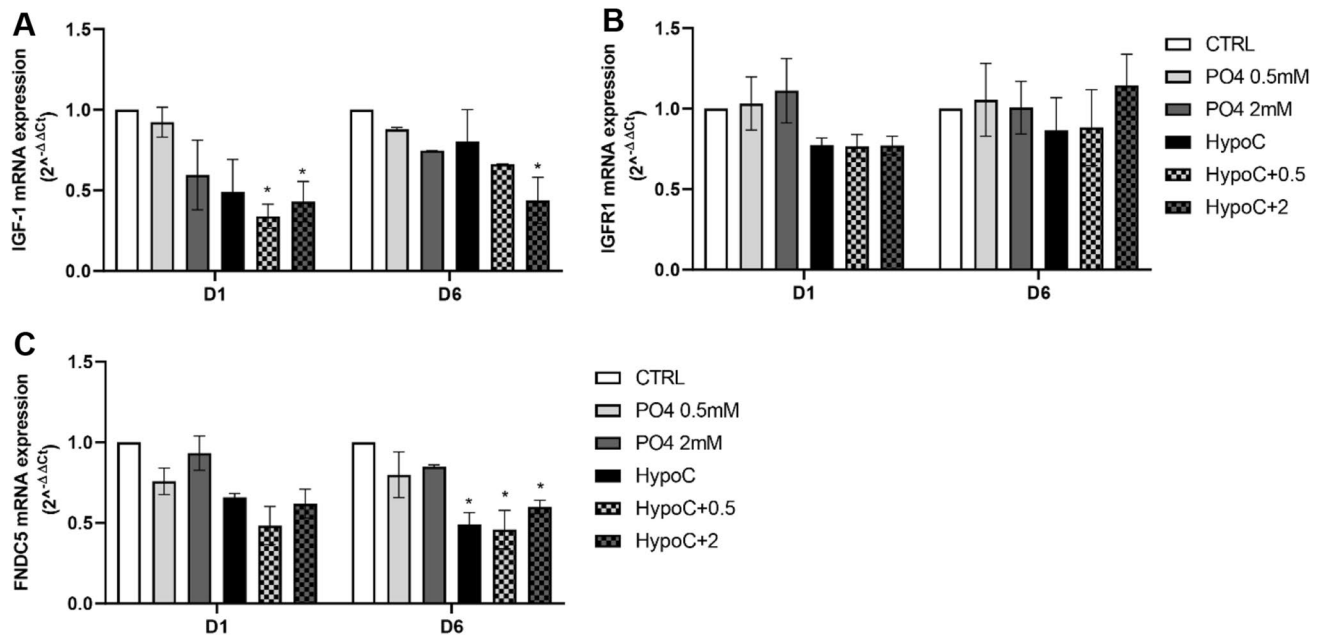 A
IGF-1 mRNA expression
(2^-ΔΔCt)
1.5
1.0
0.5
0.0
* * *
D1 D6
B
IGFR1 mRNA expression
(2^-ΔΔCt)
1.5
1.0
0.5
0.0
D1 D6
CTRL
PO4 0.5mM
PO4 2mM
HypoC
HypoC+0.5
HypoC+2
C
FNDC5 mRNA expression
(2^-ΔΔCt)
1.5
1.0
0.5
0.0
* * *
D1 D6
CTRL
PO4 0.5mM
PO4 2mM
HypoC
HypoC+0.5
HypoC+2